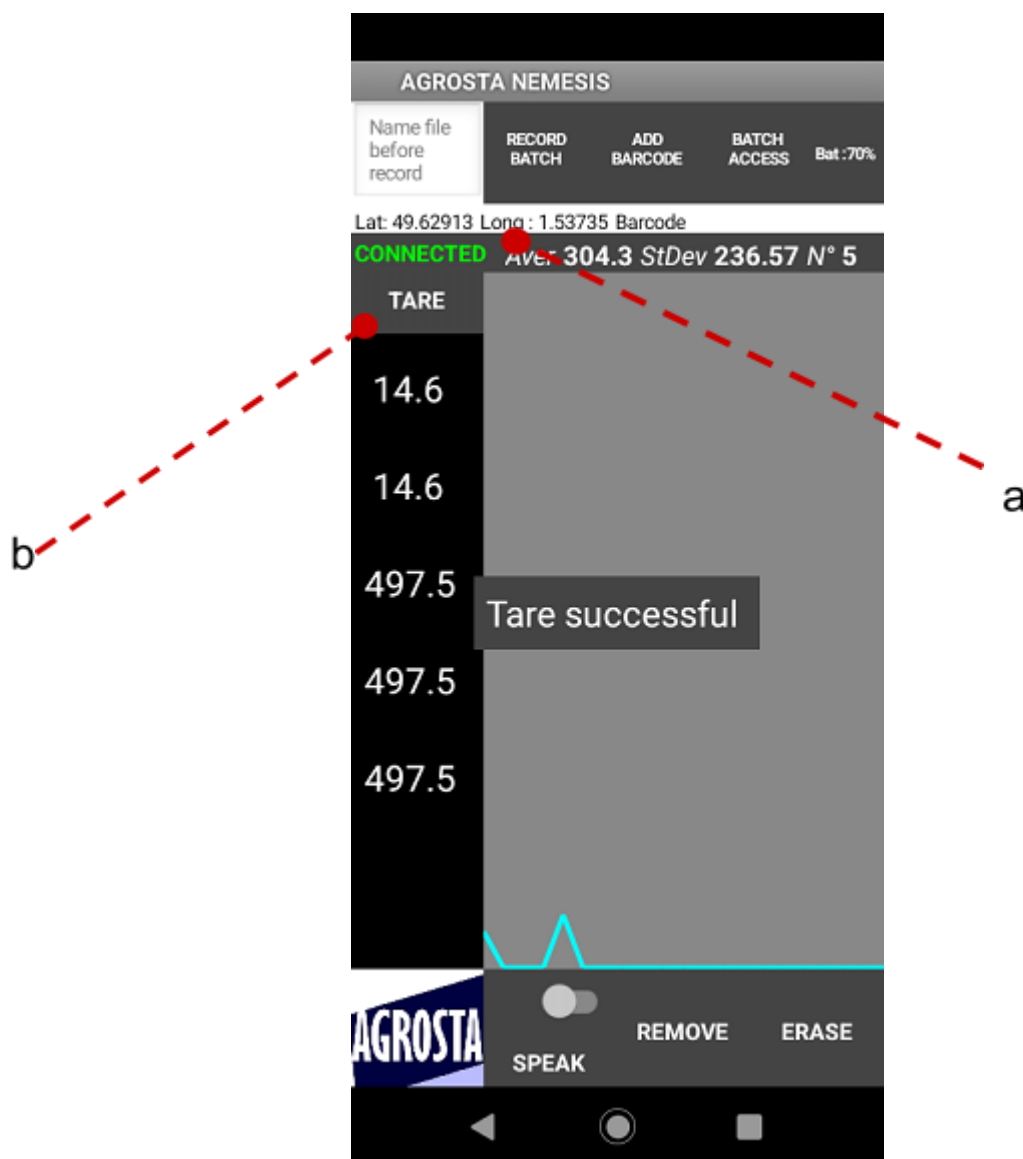 AGROSTA NEMESIS
Name file
before
record
RECORD
BATCH
ADD
BARCODE
BATCH
ACCESS
Bat :70%
Lat: 49.62913 Long : 1.53735 Barcode
CONNECTED
Aver 304.3 StDev 236.57 N° 5
TARE
14.6
14.6
497.5
Tare successful
497.5
497.5
a
b
AGROSTA
SPEAK
REMOVE
ERASE